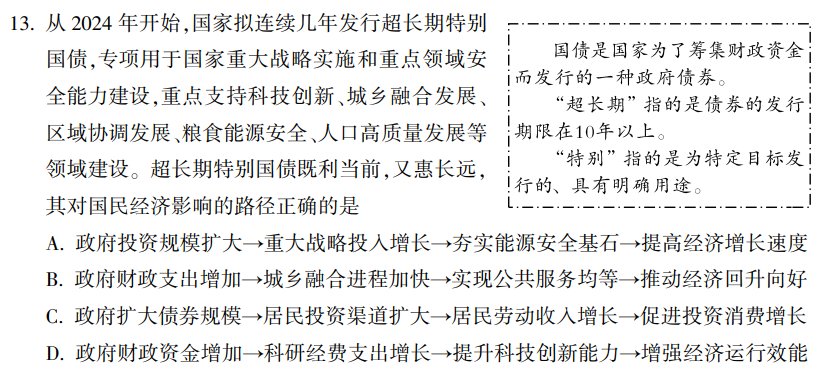 13. 从 2024 年开始,国家拟连续几年发行超长期特别
国债,专项用于国家重大战略实施和重点领域安
全能力建设,重点支持科技创新、城乡融合发展、
区域协调发展、粮食能源安全、人口高质量发展等
领域建设。超长期特别国债既利当前,又惠长远,
其对国民经济影响的路径正确的是
国债是国家为了筹集财政资金
而发行的一种政府债券。
“超长期”指的是债券的发行
期限在10年以上。
“特别”指的是为特定目标发
行的、具有明确用途。
A. 政府投资规模扩大→重大战略投入增长→夯实能源安全基石→提高经济增长速度
B. 政府财政支出增加→城乡融合进程加快→实现公共服务均等→推动经济回升向好
C. 政府扩大债券规模→居民投资渠道扩大→居民劳动收入增长→促进投资消费增长
D. 政府财政资金增加→科研经费支出增长→提升科技创新能力→增强经济运行效能